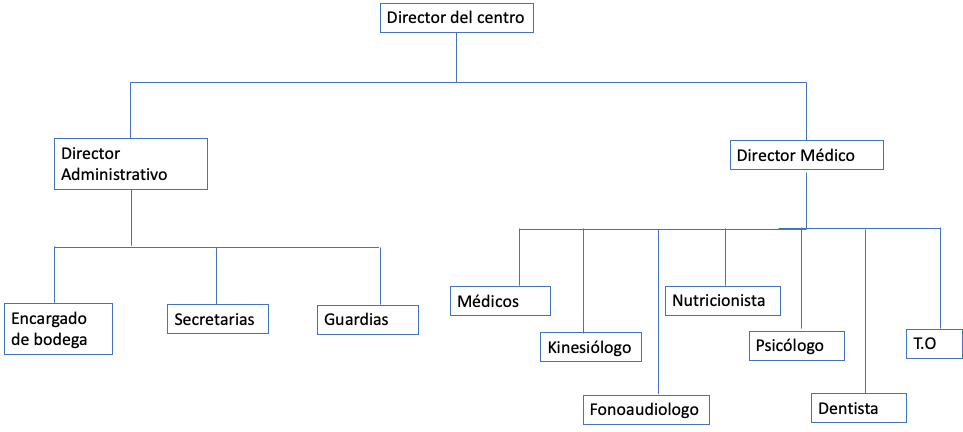 Director del centro
Director
Administrativo
Director Médico
Encargado
de bodega
Secretarias
Guardias
Médicos
Kinesiólogo
Fonoaudiologo
Nutricionista
Psicólogo
Dentista
T.O